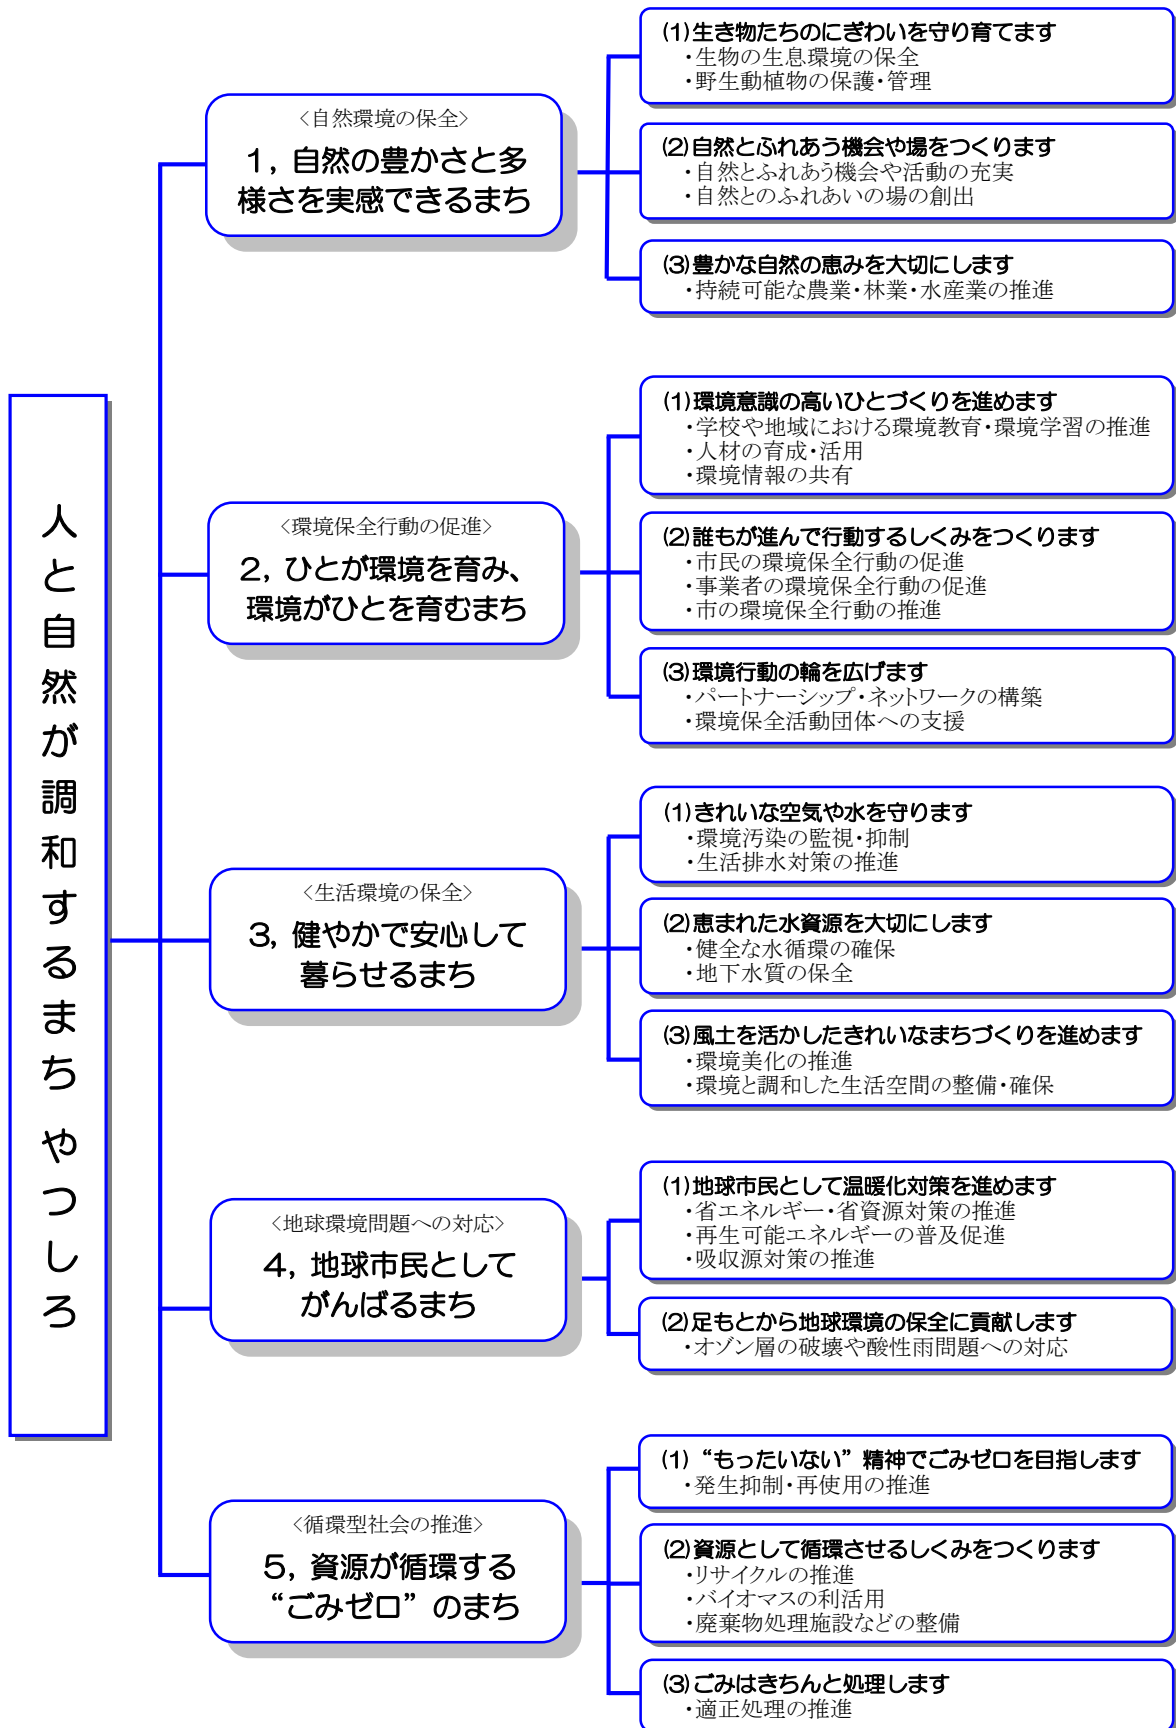 人と自然が調和するまち やつしろ
〈自然環境の保全〉
1，自然の豊かさと多
様さを実感できるまち
(1)生き物たちのにぎわいを守り育てます
・生物の生息環境の保全
・野生動植物の保護・管理
(2)自然とふれあう機会や場をつくります
・自然とふれあう機会や活動の充実
・自然とのふれあいの場の創出
(3)豊かな自然の恵みを大切にします
・持続可能な農業・林業・水産業の推進
〈環境保全行動の促進〉
2，ひとが環境を育み、
環境がひとを育むまち
(1)環境意識の高いひとづくりを進めます
・学校や地域における環境教育・環境学習の推進
・人材の育成・活用
・環境情報の共有
(2)誰もが進んで行動するしくみをつくります
・市民の環境保全行動の促進
・事業者の環境保全行動の促進
・市の環境保全行動の推進
(3)環境行動の輪を広げます
・パートナーシップ・ネットワークの構築
・環境保全活動団体への支援
〈生活環境の保全〉
3，健やかで安心して
暮らせるまち
(1)きれいな空気や水を守ります
・環境汚染の監視・抑制
・生活排水対策の推進
(2)恵まれた水資源を大切にします
・健全な水循環の確保
・地下水質の保全
(3)風土を活かしたきれいなまちづくりを進めます
・環境美化の推進
・環境と調和した生活空間の整備・確保
〈地球環境問題への対応〉
4，地球市民として
がんばるまち
(1)地球市民として温暖化対策を進めます
・省エネルギー・省資源対策の推進
・再生可能エネルギーの普及促進
・吸収源対策の推進
(2)足もとから地球環境の保全に貢献します
・オゾン層の破壊や酸性雨問題への対応
〈循環型社会の推進〉
5，資源が循環する
“ごみゼロ”のまち
(1)“もったいない”精神でごみゼロを目指します
・発生抑制・再使用の推進
(2)資源として循環させるしくみをつくります
・リサイクルの推進
・バイオマスの利活用
・廃棄物処理施設などの整備
(3)ごみはきちんと処理します
・適正処理の推進